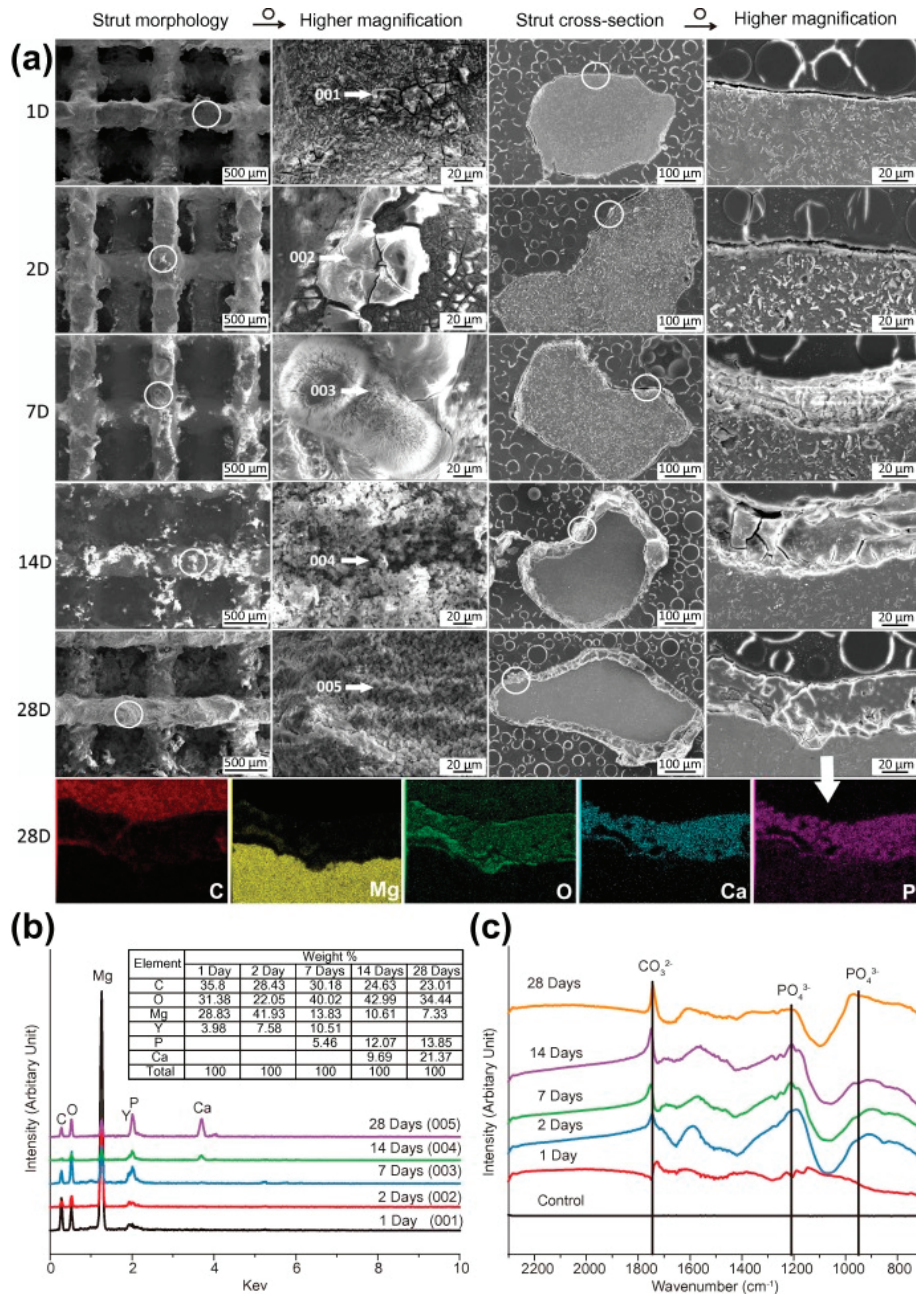 Strut morphology O → Higher magnification Strut cross-section O → Higher magnification
(a)
1D
001
500 µm
20 µm
100 µm
20 µm
2D
002
500 µm
20 µm
100 µm
20 µm
7D
003
500 µm
20 µm
100 µm
20 µm
14D
004
500 µm
20 µm
100 µm
20 µm
28D
005
500 µm
20 µm
100 µm
20 µm
28D
C Mg O Ca P
(b)
Element Weight %
1 Day 2 Day 7 Days 14 Days 28 Days
C 35.8 28.43 30.18 24.63 23.01
O 31.38 22.05 40.02 42.99 34.44
Mg 28.83 41.93 13.83 10.61 7.33
Y 3.98 7.58 10.51
P 5.46 12.07 13.85
Ca 9.69 21.37
Total 100 100 100 100 100
Mg
C O Y P Ca
28 Days (005)
14 Days (004)
7 Days (003)
2 Days (002)
1 Day (001)
Intensity (Arbitary Unit)
0 2 4 6 8 10
Kev
(c)
CO₃²⁻ PO₄³⁻ PO₄³⁻
28 Days
14 Days
7 Days
2 Days
1 Day
Control
Intensity (Arbitary Unit)
2200 2000 1800 1600 1400 1200 1000 800
Wavenumber (cm⁻¹)